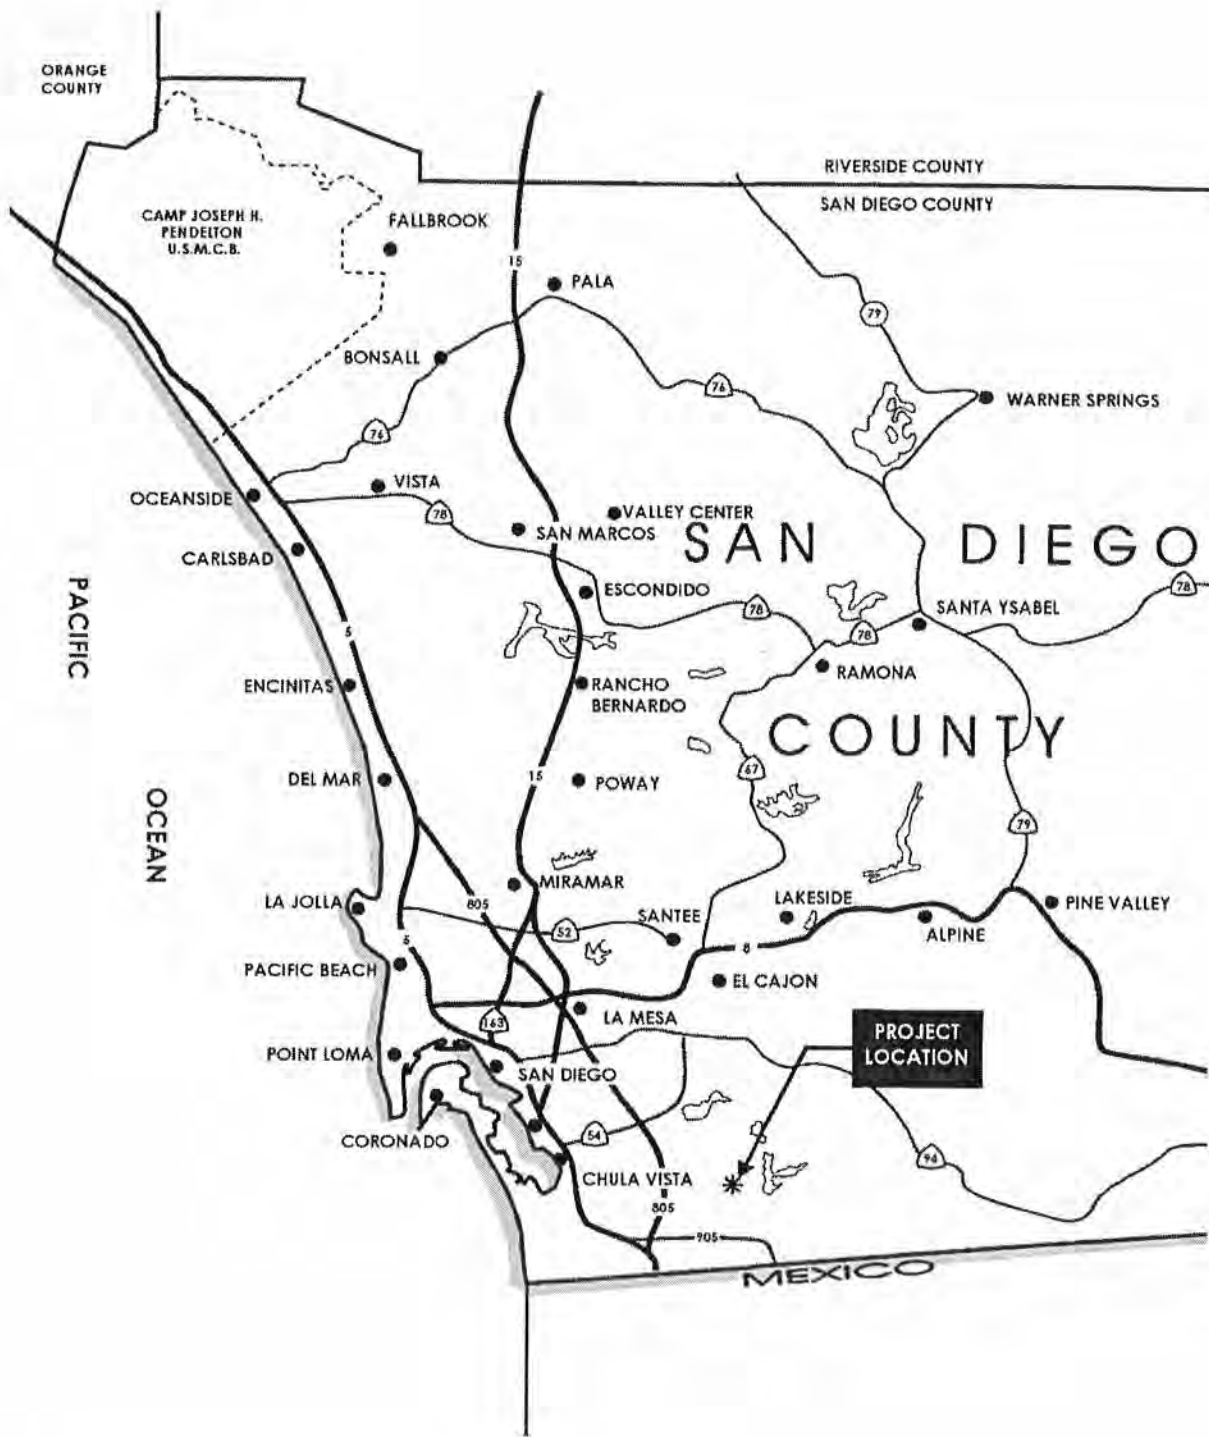 ORANGE
COUNTY
RIVERSIDE COUNTY
SAN DIEGO COUNTY
CAMP JOSEPH H.
PENDELTON
U.S.M.C.B.
FALLBROOK
15
PALA
79
BONSALL
76
WARNER SPRINGS
76
VISTA
OCEANSIDE
78
VALLEY CENTER
SAN MARCOS
SAN DIEGO
CARLSBAD
ESCONDIDO
78
78
SANTA YSABEL
78
5
PACIFIC
RAMONA
ENCINITAS
RANCHO
BERNARDO
COUNTY
67
15
DEL MAR
POWAY
OCEAN
79
MIRAMAR
LA JOLLA
805
LAKESIDE
PINE VALLEY
SANTEE
52
ALPINE
5
8
PACIFIC BEACH
EL CAJON
163
LA MESA
PROJECT
LOCATION
POINT LOMA
SAN DIEGO
CORONADO
54
94
CHULA VISTA
805
905
MEXICO